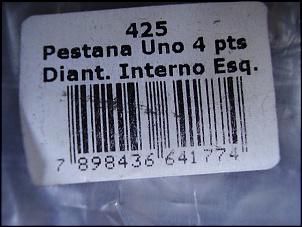 425
Pestana Uno 4 pts
Diant. Interno Esq.
7 898436 641774